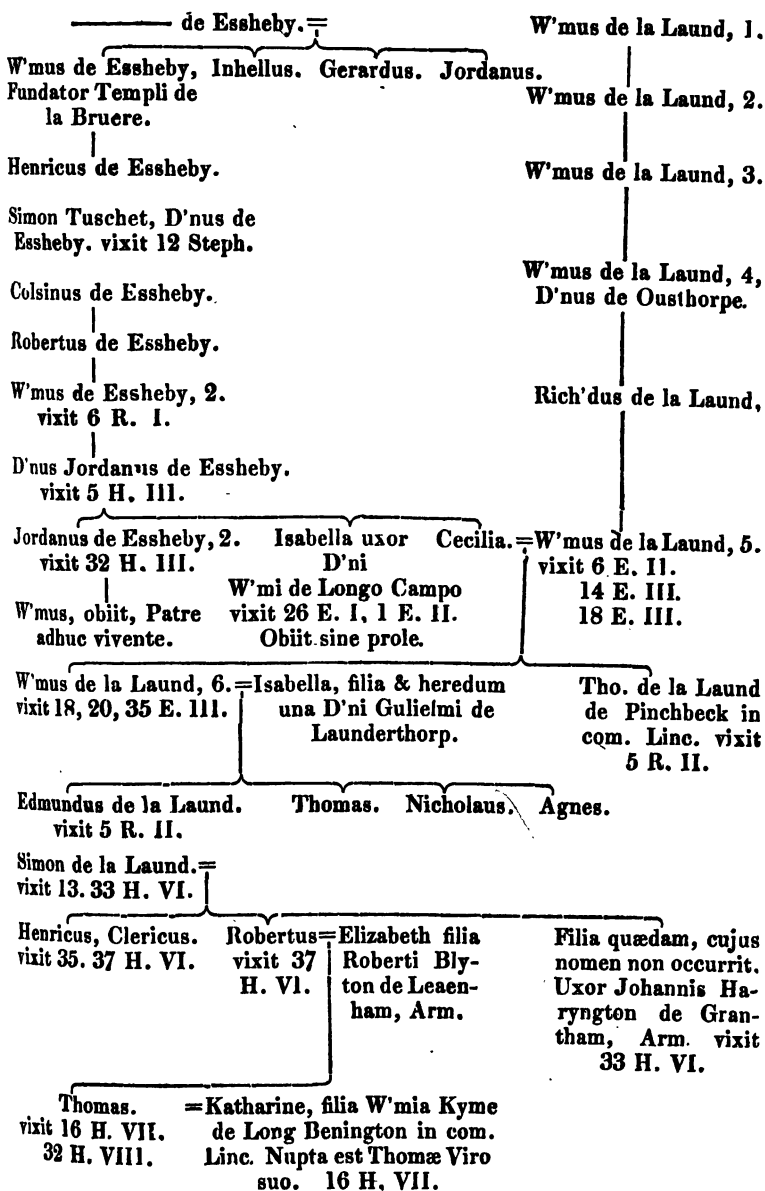 ——— de Essheby.=
W'mus de la Laund, 1.
W'mus de Essheby, Inhellus. Gerardus. Jordanus.
Fundator Templi de
la Bruere.
W'mus de la Laund, 2.
Henricus de Essheby.
W'mus de la Laund, 3.
Simon Tuschet, D'nus de
Essheby. vixit 12 Steph.
W'mus de la Laund, 4,
D'nus de Ousthorpe.
Colsinus de Essheby.
Robertus de Essheby.
W'mus de Essheby, 2.
vixit 6 R. I.
Rich'dus de la Laund,
D'nus Jordanus de Essheby.
vixit 5 H. III.
Jordanus de Essheby, 2.
vixit 32 H. III.
Isabella uxor
D'ni
W'mi de Longo Campo
vixit 26 E. I, 1 E. II.
Obiit sine prole.
Cecilia.=W'mus de la Laund, 5.
vixit 6 E. II.
14 E. III.
18 E. III.
W'mus, obiit, Patre
adhuc vivente.
W'mus de la Laund, 6.=Isabella, filia & heredum
vixit 18, 20, 35 E. III.
una D'ni Gulielmi de
Launderthorp.
Tho. de la Laund
de Pinchbeck in
com. Linc. vixit
5 R. II.
Edmundus de la Laund.
vixit 5 R. II.
Thomas. Nicholaus. Agnes.
Simon de la Laund.=
vixit 13. 33 H. VI.
Henricus, Clericus.
vixit 35. 37 H. VI.
Robertus=Elizabeth filia
vixit 37
H. VI.
Roberti Bly-
ton de Leaen-
ham, Arm.
Filia quædam, cujus
nomen non occurrit.
Uxor Johannis Ha-
ryngton de Gran-
tham, Arm. vixit
33 H. VI.
Thomas.
vixit 16 H. VII.
32 H. VIII.
=Katharine, filia W'mia Kyme
de Long Benington in com.
Linc. Nupta est Thomæ Viro
suo. 16 H. VII.